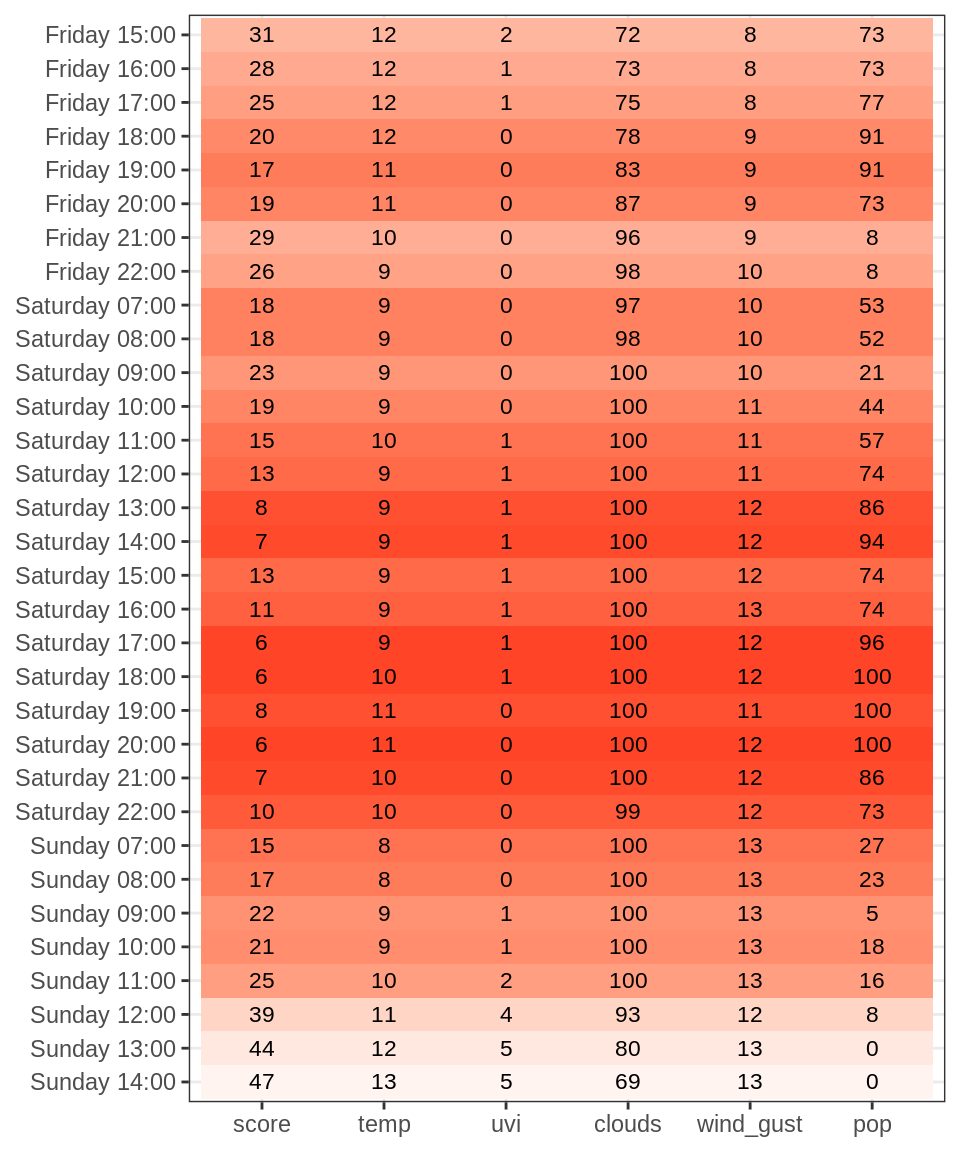 Friday 15:00 31 12 2 72 8 73
Friday 16:00 28 12 1 73 8 73
Friday 17:00 25 12 1 75 8 77
Friday 18:00 20 12 0 78 9 91
Friday 19:00 17 11 0 83 9 91
Friday 20:00 19 11 0 87 9 73
Friday 21:00 29 10 0 96 9 8
Friday 22:00 26 9 0 98 10 8
Saturday 07:00 18 9 0 97 10 53
Saturday 08:00 18 9 0 98 10 52
Saturday 09:00 23 9 0 100 10 21
Saturday 10:00 19 9 0 100 11 44
Saturday 11:00 15 10 1 100 11 57
Saturday 12:00 13 9 1 100 11 74
Saturday 13:00 8 9 1 100 12 86
Saturday 14:00 7 9 1 100 12 94
Saturday 15:00 13 9 1 100 12 74
Saturday 16:00 11 9 1 100 13 74
Saturday 17:00 6 9 1 100 12 96
Saturday 18:00 6 10 1 100 12 100
Saturday 19:00 8 11 0 100 11 100
Saturday 20:00 6 11 0 100 12 100
Saturday 21:00 7 10 0 100 12 86
Saturday 22:00 10 10 0 99 12 73
Sunday 07:00 15 8 0 100 13 27
Sunday 08:00 17 8 0 100 13 23
Sunday 09:00 22 9 1 100 13 5
Sunday 10:00 21 9 1 100 13 18
Sunday 11:00 25 10 2 100 13 16
Sunday 12:00 39 11 4 93 12 8
Sunday 13:00 44 12 5 80 13 0
Sunday 14:00 47 13 5 69 13 0
score temp uvi clouds wind_gust pop